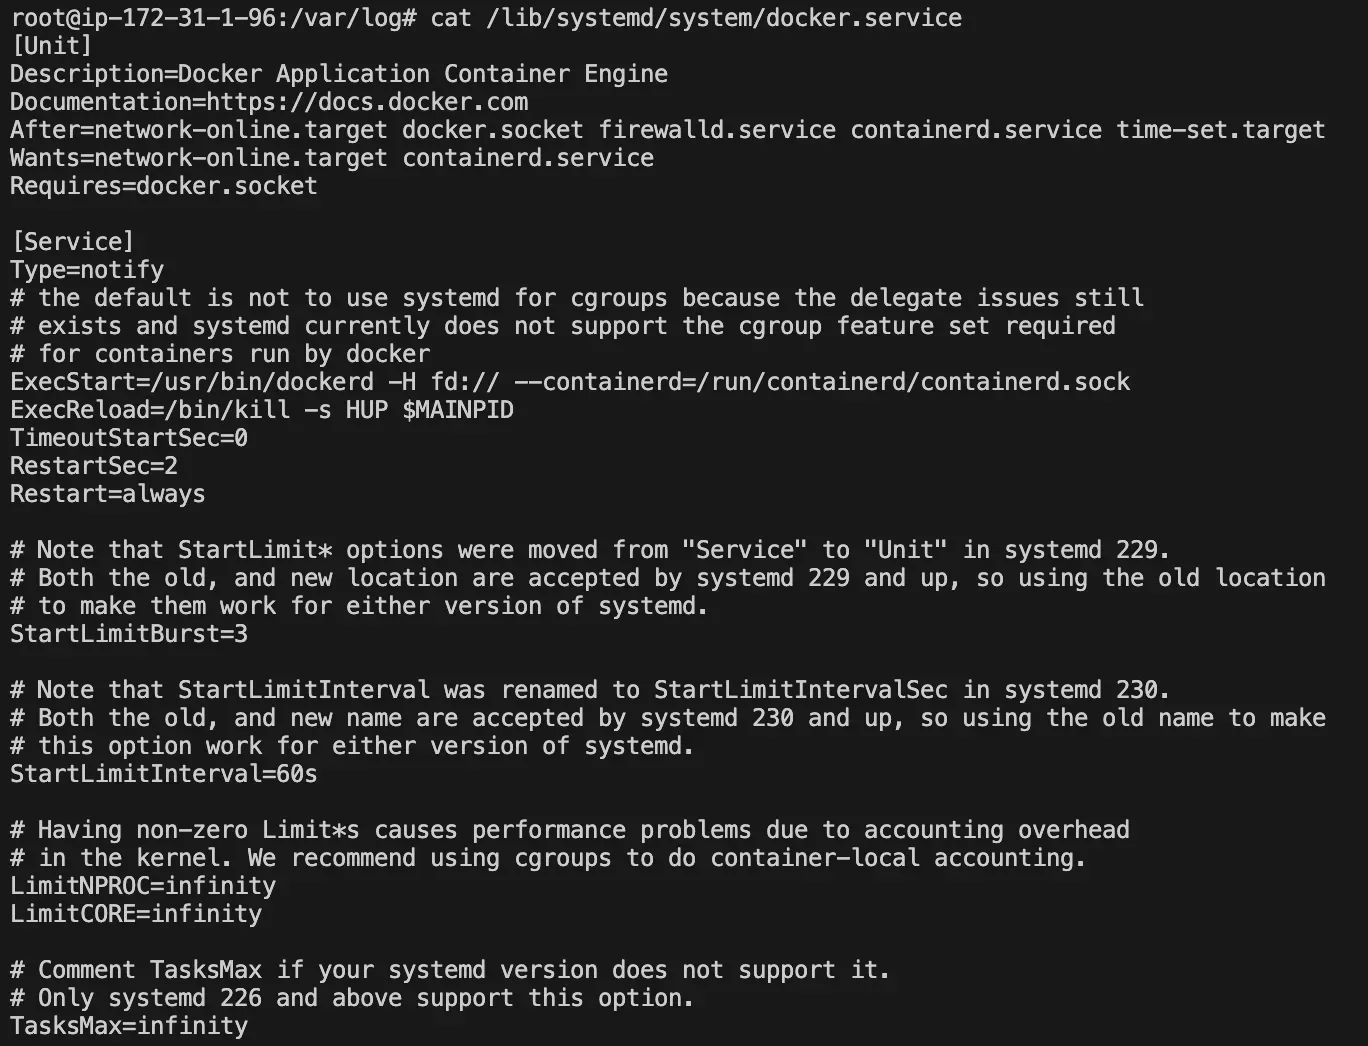 root@ip-172-31-1-96:/var/log# cat /lib/systemd/system/docker.service
[Unit]
Description=Docker Application Container Engine
Documentation=https://docs.docker.com
After=network-online.target docker.socket firewalld.service containerd.service time-set.target
Wants=network-online.target containerd.service
Requires=docker.socket

[Service]
Type=notify
# the default is not to use systemd for cgroups because the delegate issues still
# exists and systemd currently does not support the cgroup feature set required
# for containers run by docker
ExecStart=/usr/bin/dockerd -H fd:// --containerd=/run/containerd/containerd.sock
ExecReload=/bin/kill -s HUP $MAINPID
TimeoutStartSec=0
RestartSec=2
Restart=always

# Note that StartLimit* options were moved from "Service" to "Unit" in systemd 229.
# Both the old, and new location are accepted by systemd 229 and up, so using the old location
# to make them work for either version of systemd.
StartLimitBurst=3

# Note that StartLimitInterval was renamed to StartLimitIntervalSec in systemd 230.
# Both the old, and new name are accepted by systemd 230 and up, so using the old name to make
# this option work for either version of systemd.
StartLimitInterval=60s

# Having non-zero Limit*s causes performance problems due to accounting overhead
# in the kernel. We recommend using cgroups to do container-local accounting.
LimitNPROC=infinity
LimitCORE=infinity

# Comment TasksMax if your systemd version does not support it.
# Only systemd 226 and above support this option.
TasksMax=infinity